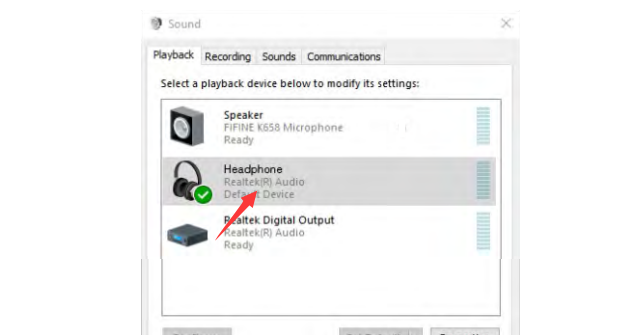 Sound
Playback
Recording
Sounds
Communications
Select a playback device below to modify its settings:
Speaker
FIFINE K658 Microphone
Ready
Headphone
Realtek(R) Audio
Default Device
Realtek Digital Output
Realtek(R) Audio
Ready